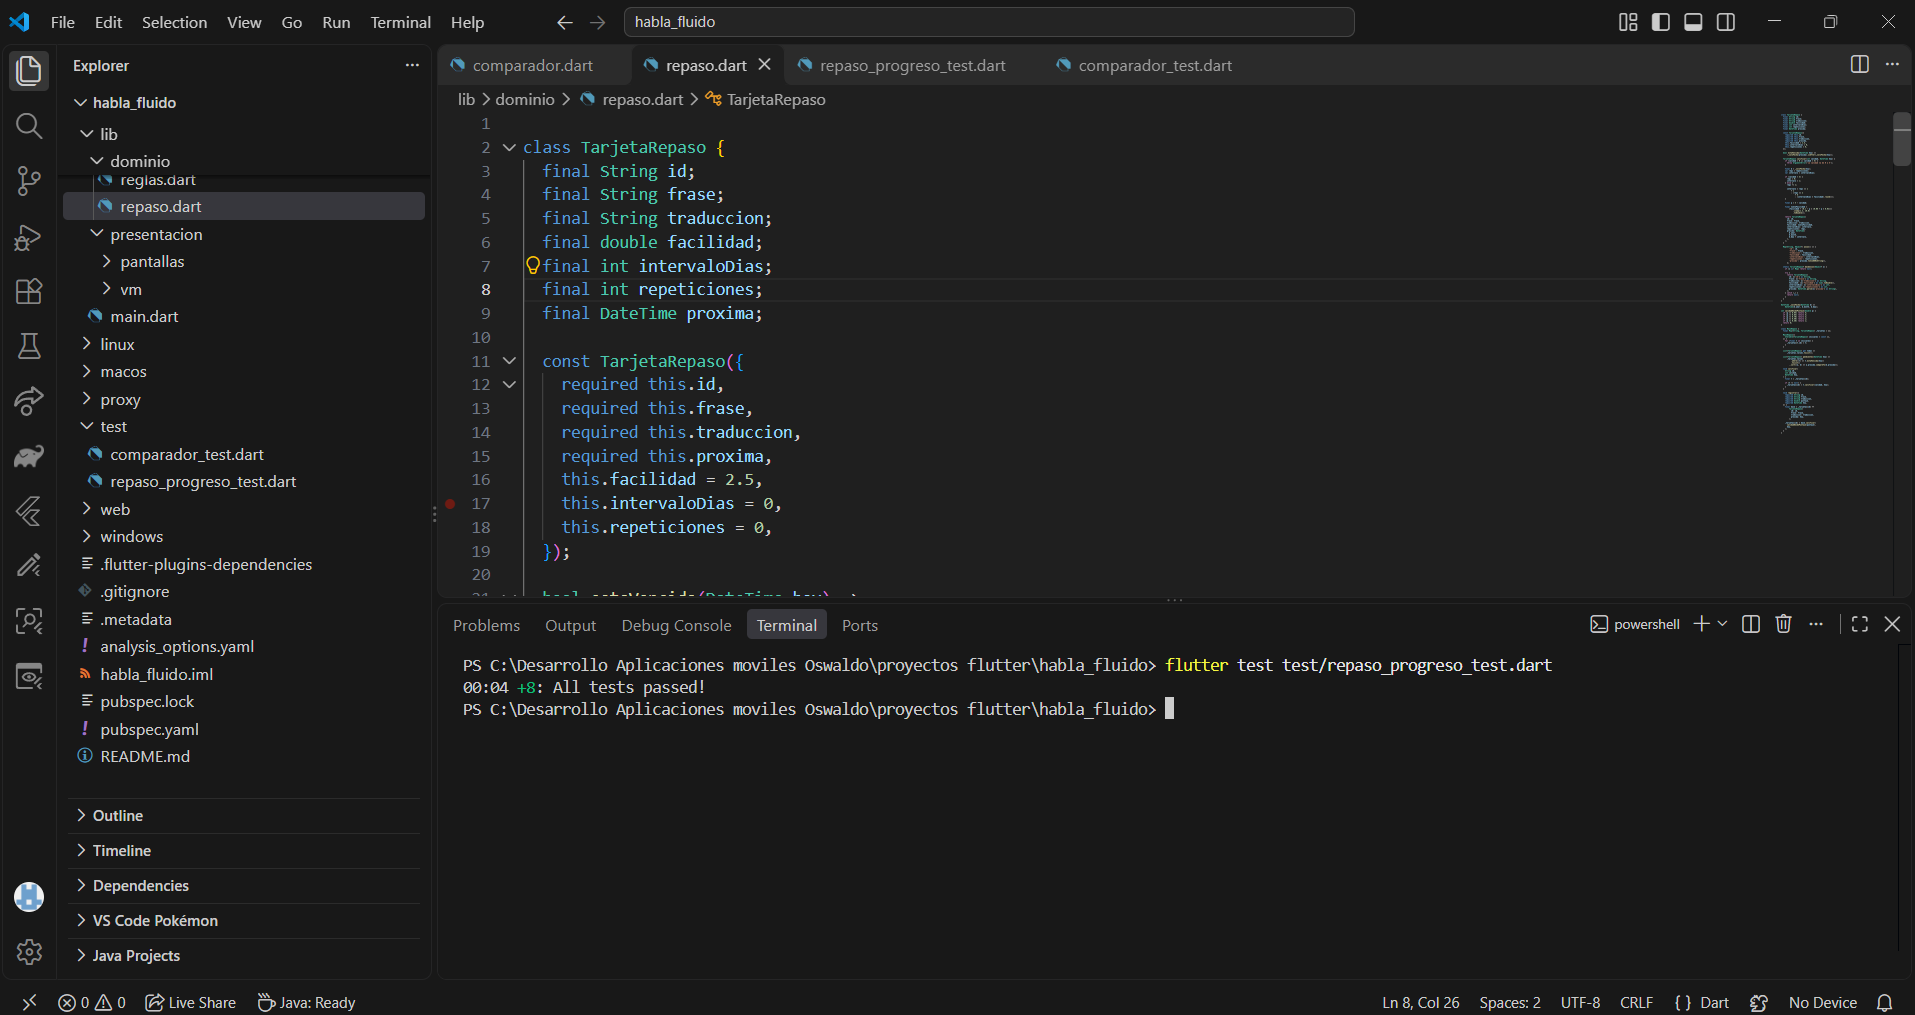 File Edit Selection View Go Run Terminal Help
habla_fluido
Explorer
habla_fluido
lib
dominio
reglas.dart
repaso.dart
presentacion
pantallas
vm
main.dart
linux
macos
proxy
test
comparador_test.dart
repaso_progreso_test.dart
web
windows
.flutter-plugins-dependencies
.gitignore
.metadata
analysis_options.yaml
habla_fluido.iml
pubspec.lock
pubspec.yaml
README.md
Outline
Timeline
Dependencies
VS Code Pokémon
Java Projects
comparador.dart repaso.dart repaso_progreso_test.dart comparador_test.dart
lib > dominio > repaso.dart > TarjetaRepaso
1
2 class TarjetaRepaso {
3 final String id;
4 final String frase;
5 final String traduccion;
6 final double facilidad;
7 final int intervaloDias;
8 final int repeticiones;
9 final DateTime proxima;
10
11 const TarjetaRepaso({
12 required this.id,
13 required this.frase,
14 required this.traduccion,
15 required this.proxima,
16 this.facilidad = 2.5,
17 this.intervaloDias = 0,
18 this.repeticiones = 0,
19 });
20
Problems Output Debug Console Terminal Ports
powershell
PS C:\Desarrollo Aplicaciones moviles Oswaldo\proyectos flutter\habla_fluido> flutter test test/repaso_progreso_test.dart
00:04 +8: All tests passed!
PS C:\Desarrollo Aplicaciones moviles Oswaldo\proyectos flutter\habla_fluido>
0 0 Live Share Java: Ready
Ln 8, Col 26 Spaces: 2 UTF-8 CRLF {} Dart No Device